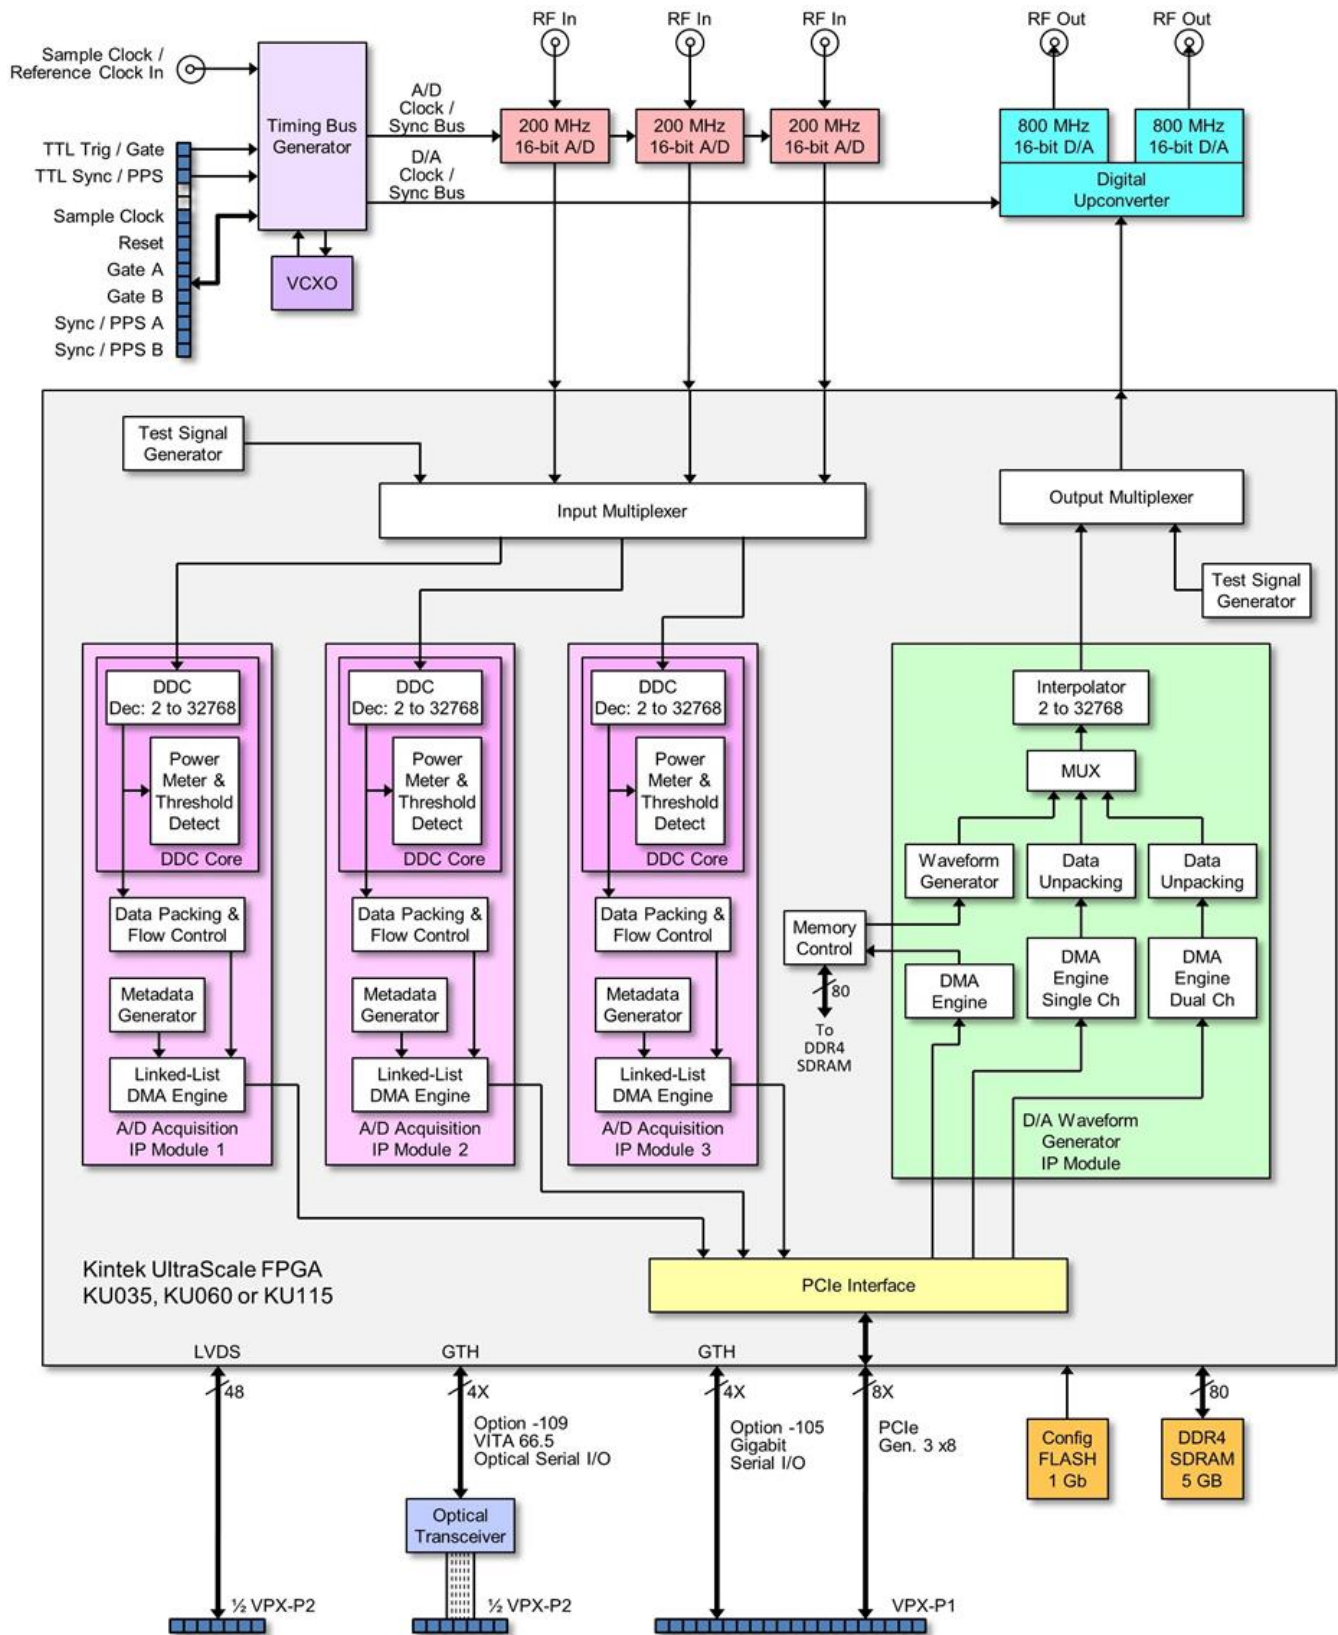 RF In
RF In
RF In
RF Out
RF Out
Sample Clock /
Reference Clock In
Timing Bus
Generator
A/D
Clock /
Sync Bus
D/A
Clock /
Sync Bus
200 MHz
16-bit A/D
200 MHz
16-bit A/D
200 MHz
16-bit A/D
800 MHz
16-bit D/A
800 MHz
16-bit D/A
Digital
Upconverter
TTL Trig / Gate
TTL Sync / PPS
Sample Clock
Reset
Gate A
Gate B
Sync / PPS A
Sync / PPS B
VCXO
Test Signal
Generator
Input Multiplexer
Output Multiplexer
Test Signal
Generator
DDC
Dec: 2 to 32768
Power
Meter &
Threshold
Detect
DDC Core
Data Packing &
Flow Control
Metadata
Generator
Linked-List
DMA Engine
A/D Acquisition
IP Module 1
DDC
Dec: 2 to 32768
Power
Meter &
Threshold
Detect
DDC Core
Data Packing &
Flow Control
Metadata
Generator
Linked-List
DMA Engine
A/D Acquisition
IP Module 2
DDC
Dec: 2 to 32768
Power
Meter &
Threshold
Detect
DDC Core
Data Packing &
Flow Control
Metadata
Generator
Linked-List
DMA Engine
A/D Acquisition
IP Module 3
Interpolator
2 to 32768
MUX
Waveform
Generator
Data
Unpacking
Data
Unpacking
Memory
Control
80
To
DDR4
SDRAM
DMA
Engine
DMA
Engine
Single Ch
DMA
Engine
Dual Ch
D/A Waveform
Generator
IP Module
Kintek UltraScale FPGA
KU035, KU060 or KU115
PCIe Interface
LVDS
GTH
GTH
48
4X
4X
8X
80
Option -109
VITA 66.5
Optical Serial I/O
Option -105
Gigabit
Serial I/O
PCIe
Gen. 3 x8
Config
FLASH
1 Gb
DDR4
SDRAM
5 GB
Optical
Transceiver
½ VPX-P2
½ VPX-P2
VPX-P1